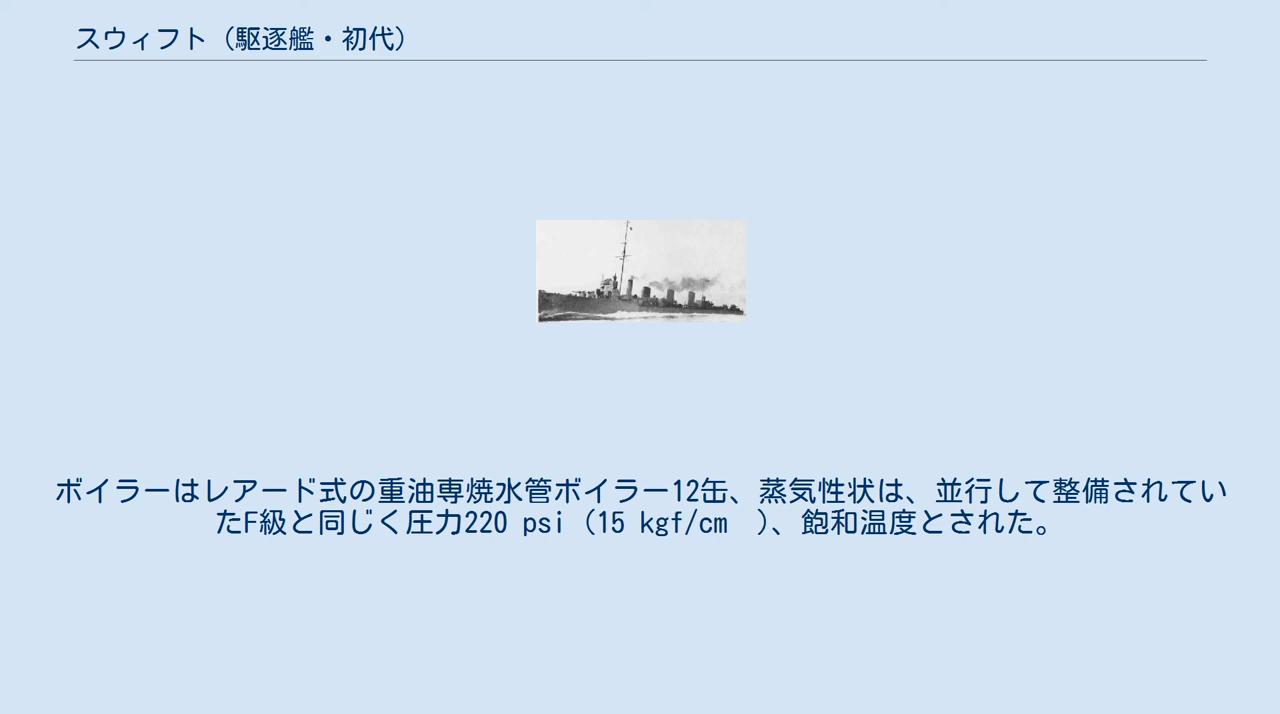 スウィフト（駆逐艦・初代）
ボイラーはレアード式の重油専焼水管ボイラー12缶、蒸気性状は、並行して整備されてい
たF級と同じく圧力220 psi（15 kgf/cm　）、飽和温度とされた。